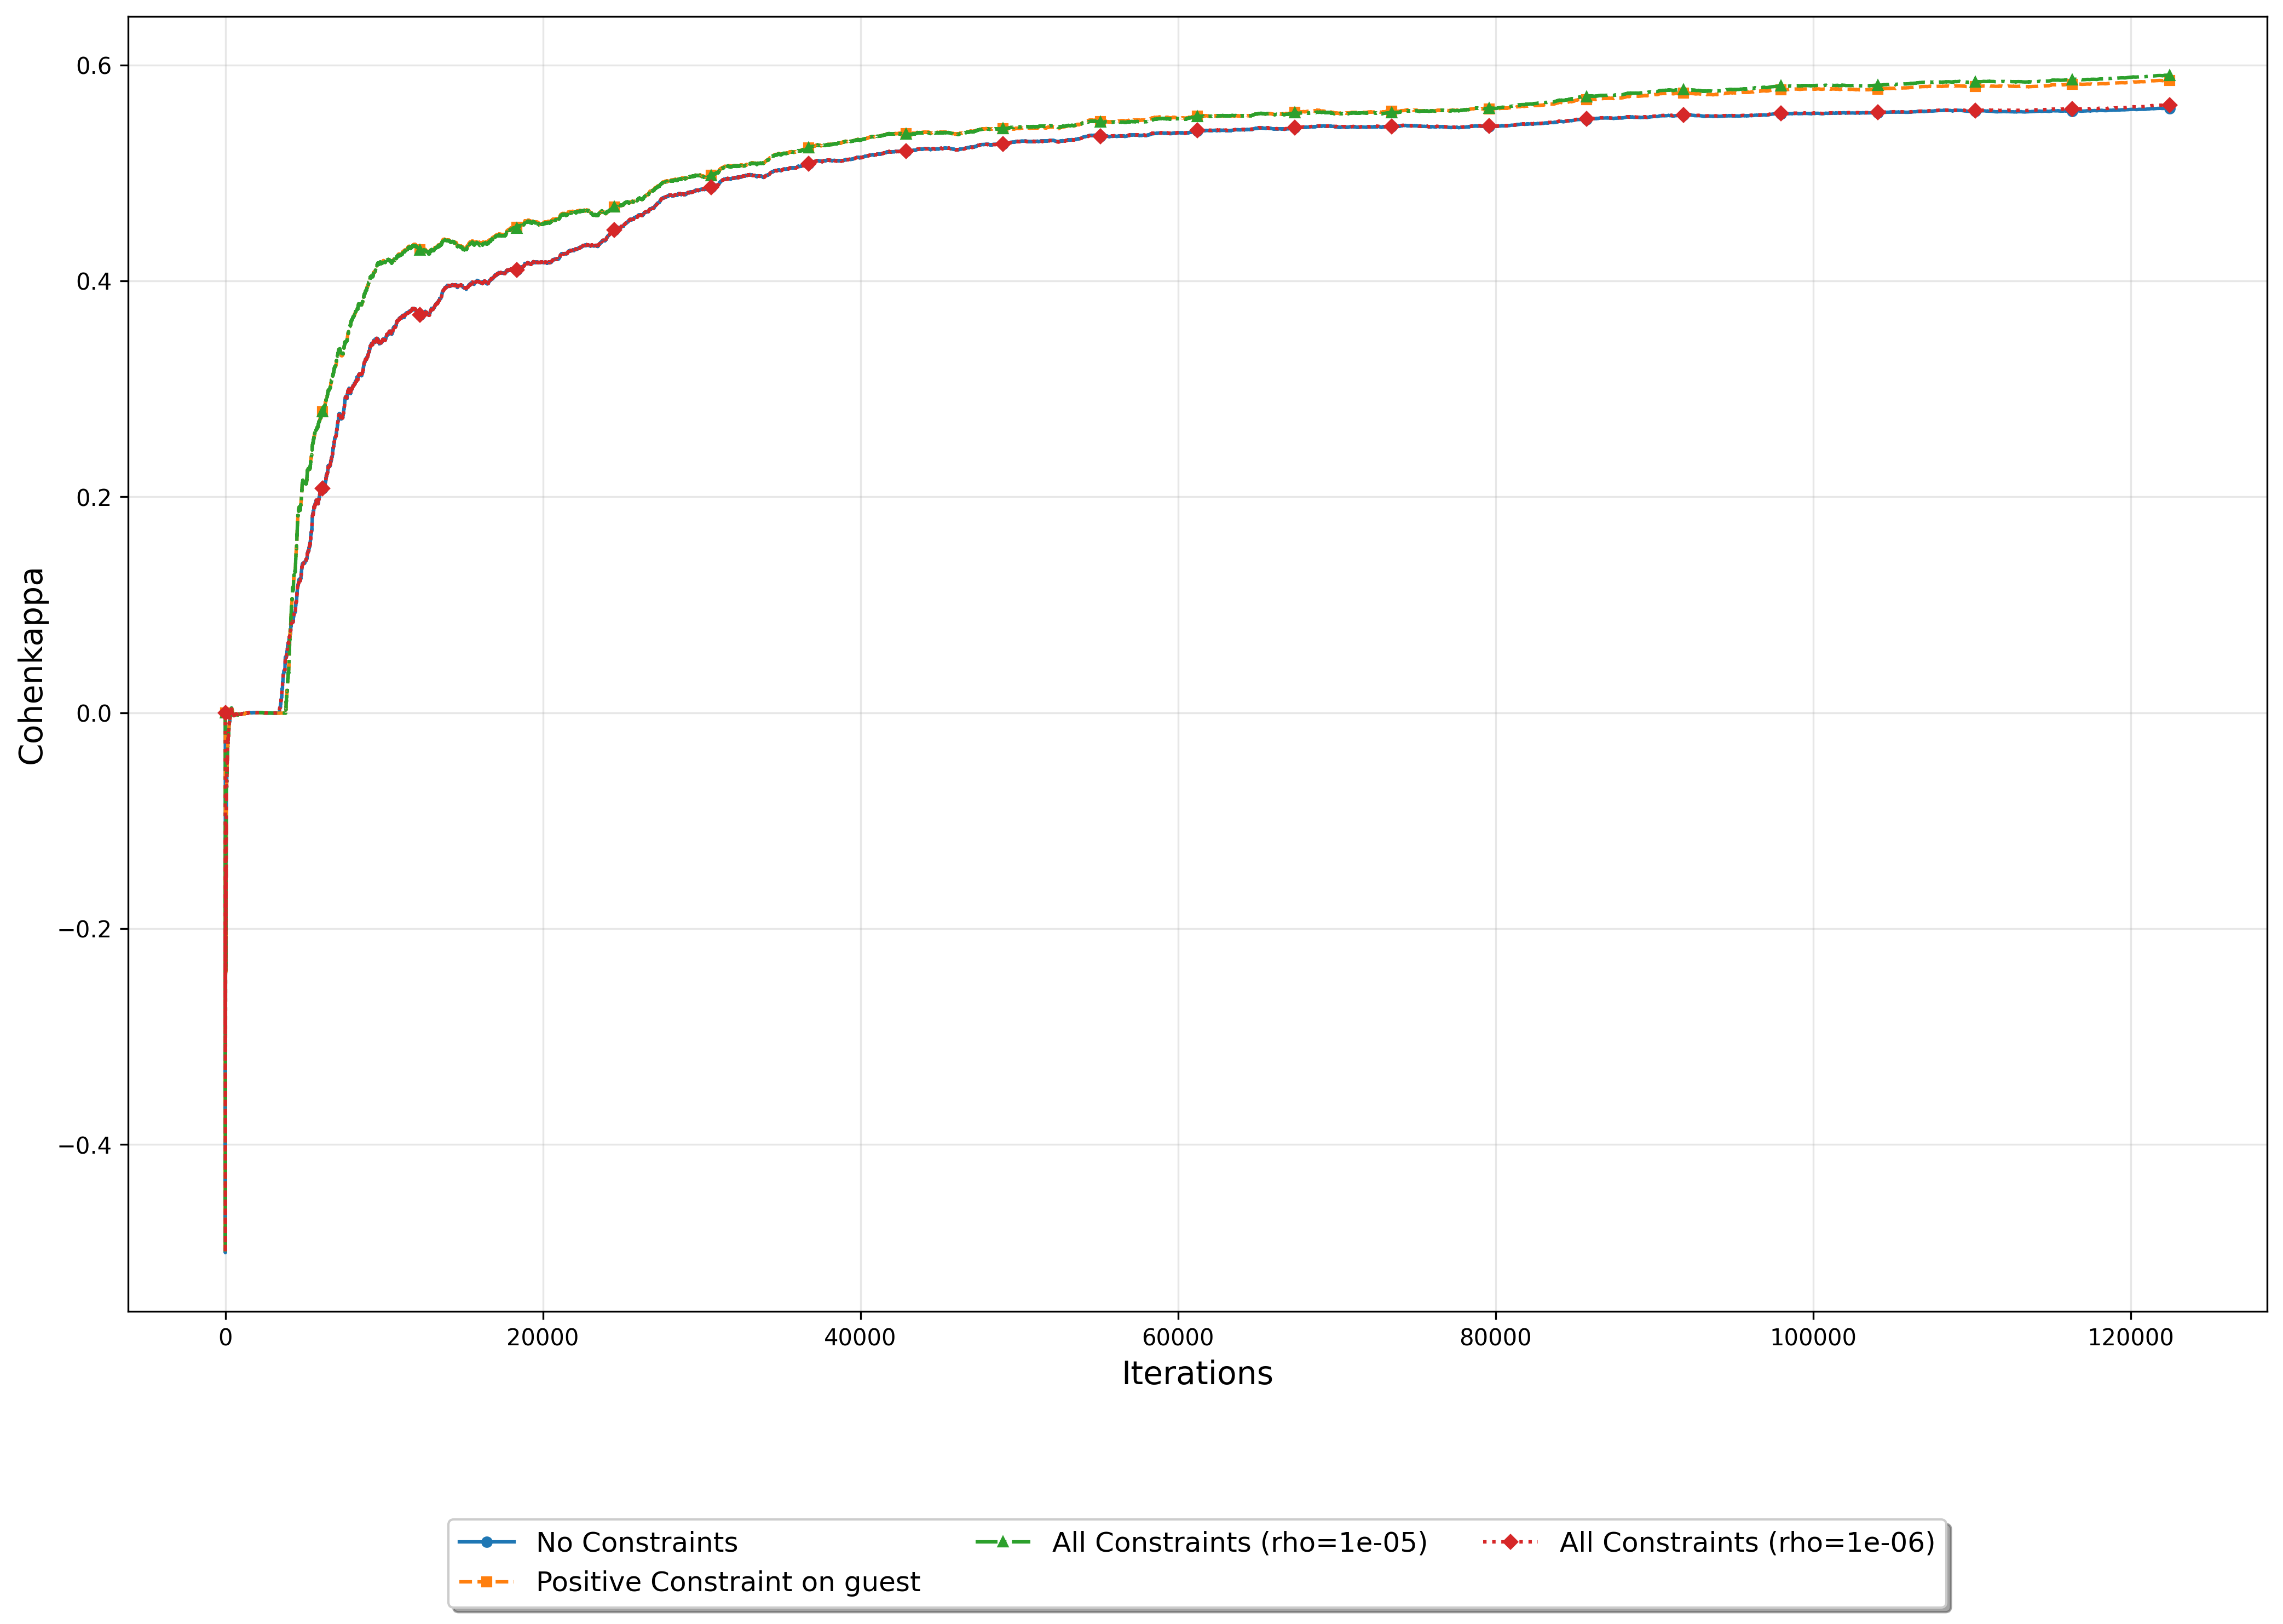 0.6
0.4
0.2
0.0
−0.2
−0.4
Cohenkappa
0 20000 40000 60000 80000 100000 120000
Iterations
No Constraints
Positive Constraint on guest
All Constraints (rho=1e-05)
All Constraints (rho=1e-06)